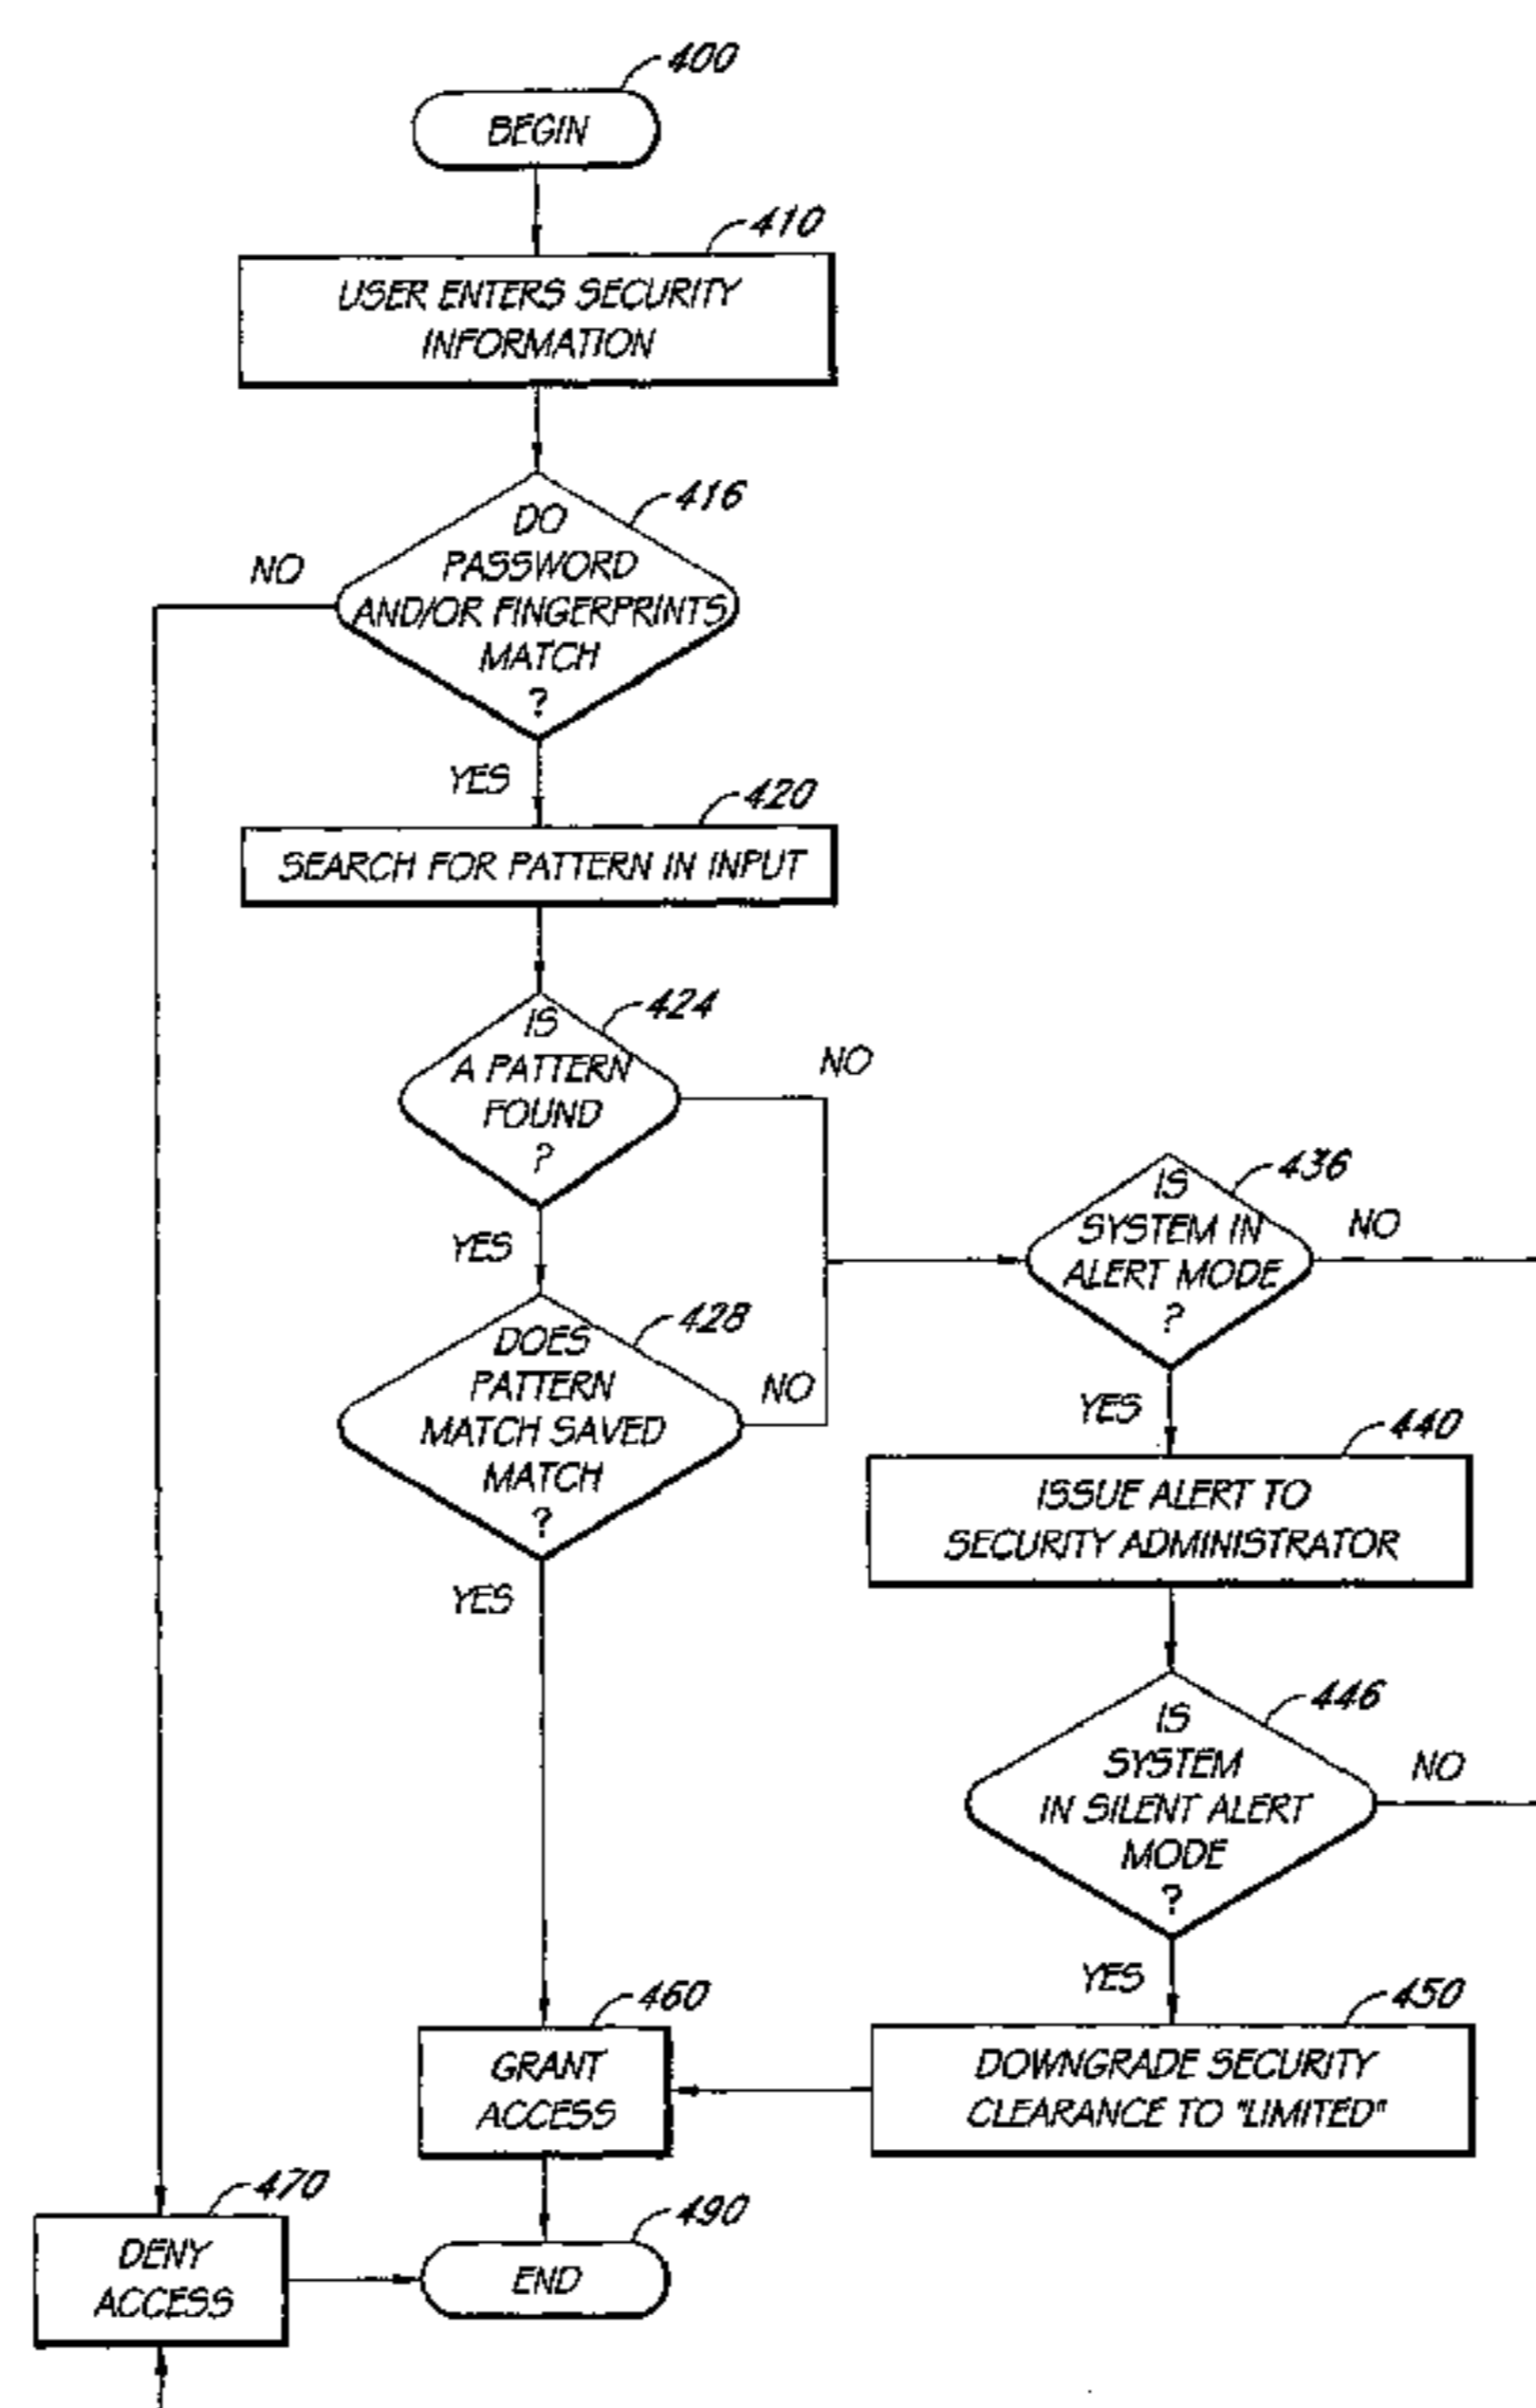 400
BEGIN
410
USER ENTERS SECURITY
INFORMATION
416
DO
PASSWORD
AND/OR FINGERPRINTS
MATCH
?
NO
YES
420
SEARCH FOR PATTERN IN INPUT
424
IS
A PATTERN
FOUND
?
NO
YES
428
DOES
PATTERN
MATCH SAVED
MATCH
?
NO
YES
436
IS
SYSTEM IN
ALERT MODE
?
NO
YES
440
ISSUE ALERT TO
SECURITY ADMINISTRATOR
446
IS
SYSTEM
IN SILENT ALERT
MODE
?
NO
YES
450
DOWNGRADE SECURITY
CLEARANCE TO "LIMITED"
460
GRANT
ACCESS
470
DENY
ACCESS
490
END